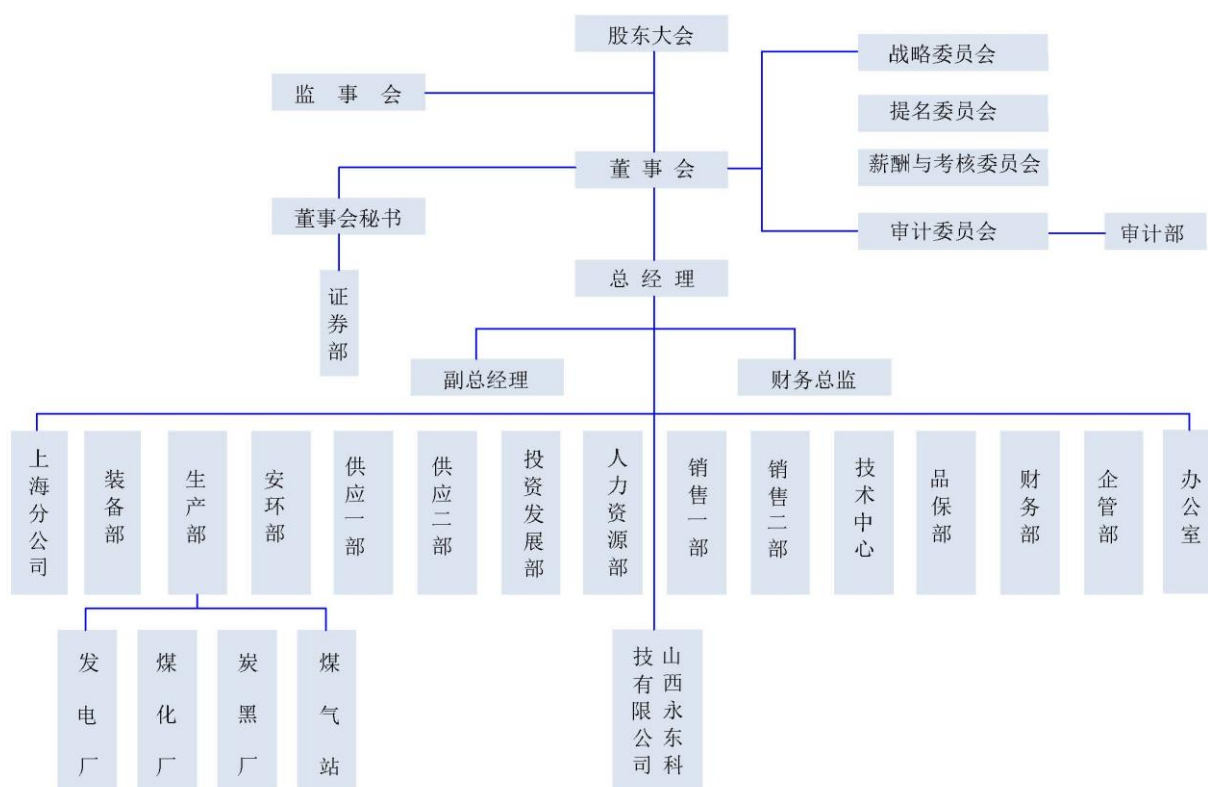 股东大会
战略委员会
监 事 会
提名委员会
董 事 会
薪酬与考核委员会
董事会秘书
审计委员会
审计部
总 经 理
证券部
副总经理
财务总监
上海分公司
装备部
生产部
安环部
供应一部
供应二部
投资发展部
人力资源部
销售一部
销售二部
技术中心
品保部
财务部
企管部
办公室
发电厂
煤化厂
炭黑厂
煤气站
山西永东科
技有限公司